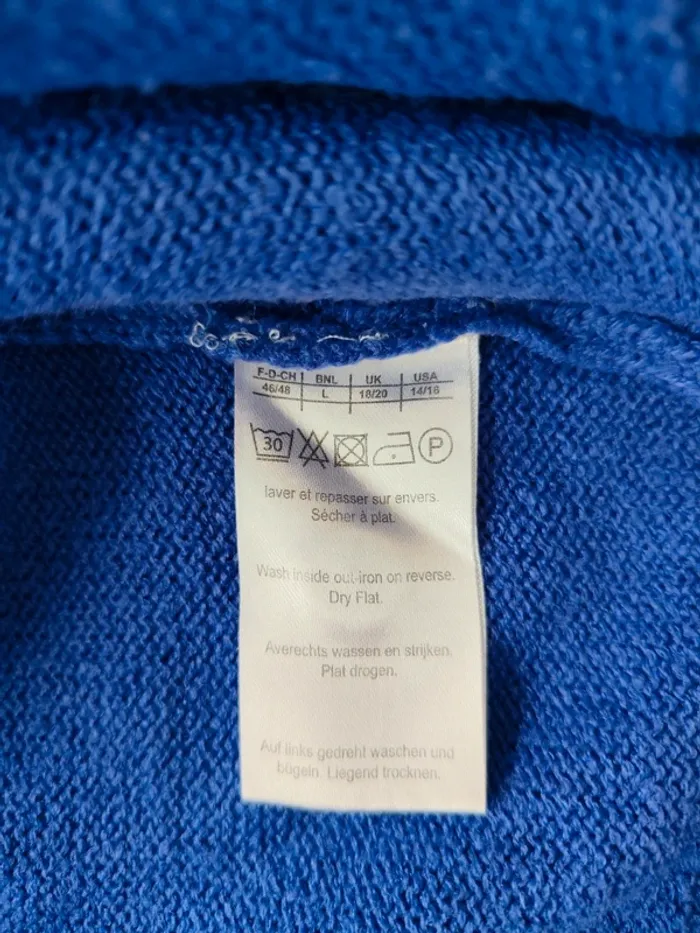 F-D-CH BNL UK USA
46/48 L 18/20 14/16
30 P
laver et repasser sur envers.
Sécher à plat.
Wash inside out-iron on reverse.
Dry Flat.
Averechts wassen en strijken.
Plat drogen.
Auf links gedreht waschen und
bügeln. Liegend trocknen.